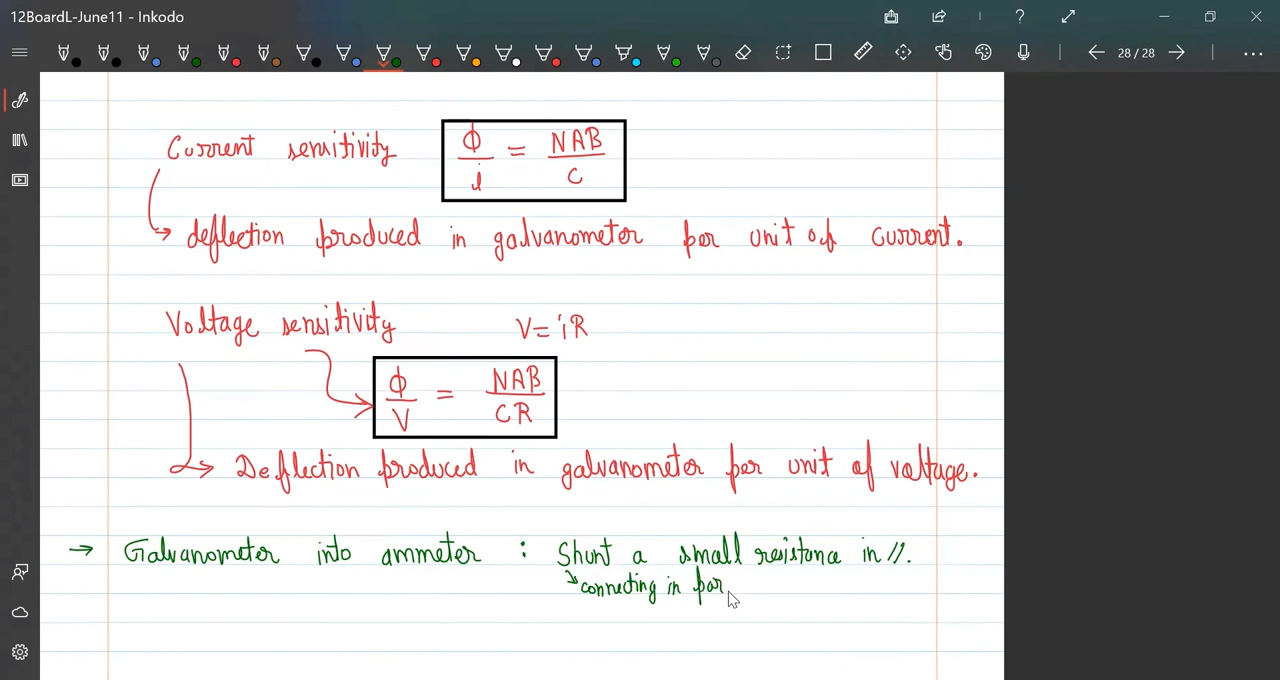 12BoardL-June11 - Inkodo
28 / 28
Current sensitivity ϕ/i = NAB/C
deflection produced in galvanometer per unit of current.
Voltage sensitivity V = iR
ϕ/V = NAB/CR
Deflection produced in galvanometer per unit of voltage.
→ Galvanometer into ammeter : Shunt a small resistance in //.
connecting in par